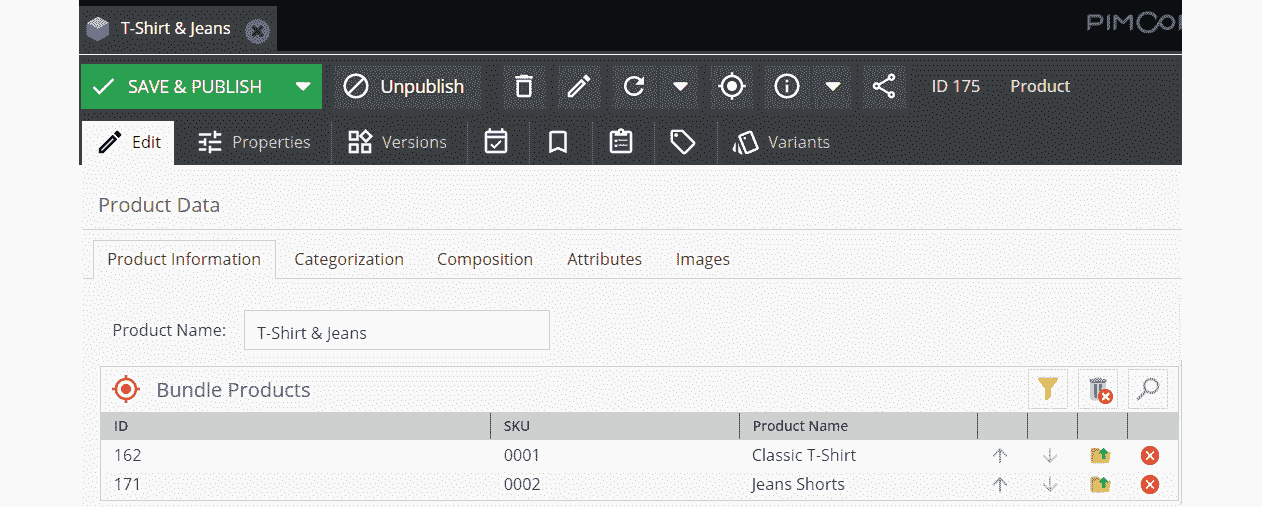 T-Shirt & Jeans
SAVE & PUBLISH Unpublish ID 175 Product
Edit Properties Versions Variants
Product Data
Product Information Categorization Composition Attributes Images
Product Name: T-Shirt & Jeans
Bundle Products
ID SKU Product Name
162 0001 Classic T-Shirt
171 0002 Jeans Shorts